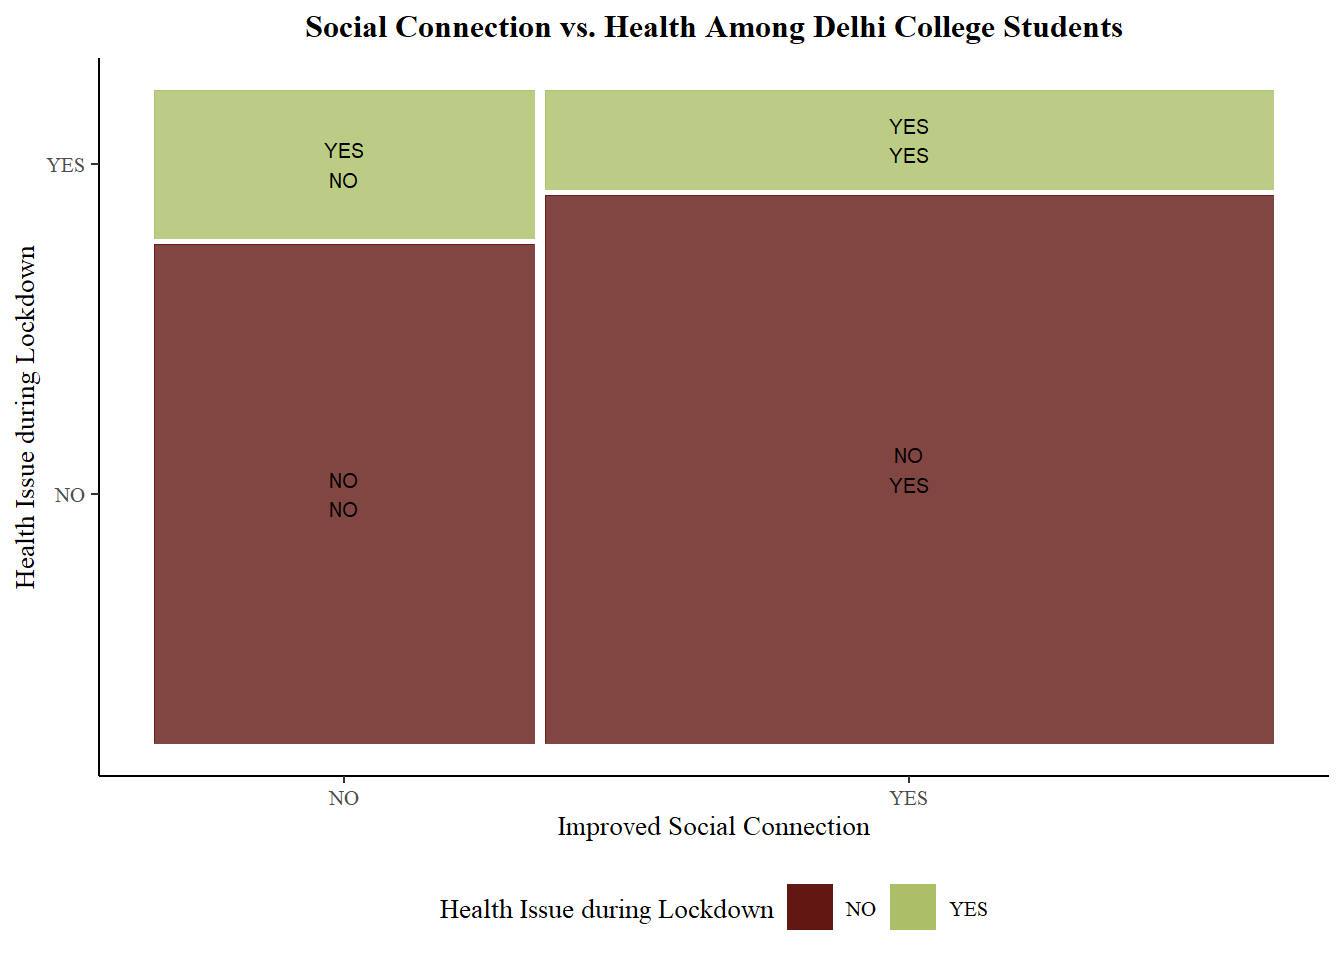 Social Connection vs. Health Among Delhi College Students
Health Issue during Lockdown
YES
NO
YES
NO
YES
YES
NO
NO
NO
YES
NO
YES
Improved Social Connection
Health Issue during Lockdown
NO
YES